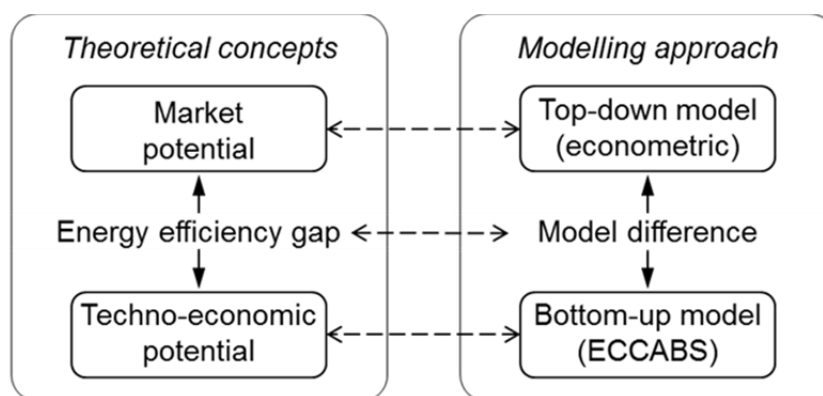 Theoretical concepts
Market
potential
Energy efficiency gap
Techno-economic
potential
Modelling approach
Top-down model
(econometric)
Model difference
Bottom-up model
(ECCABS)